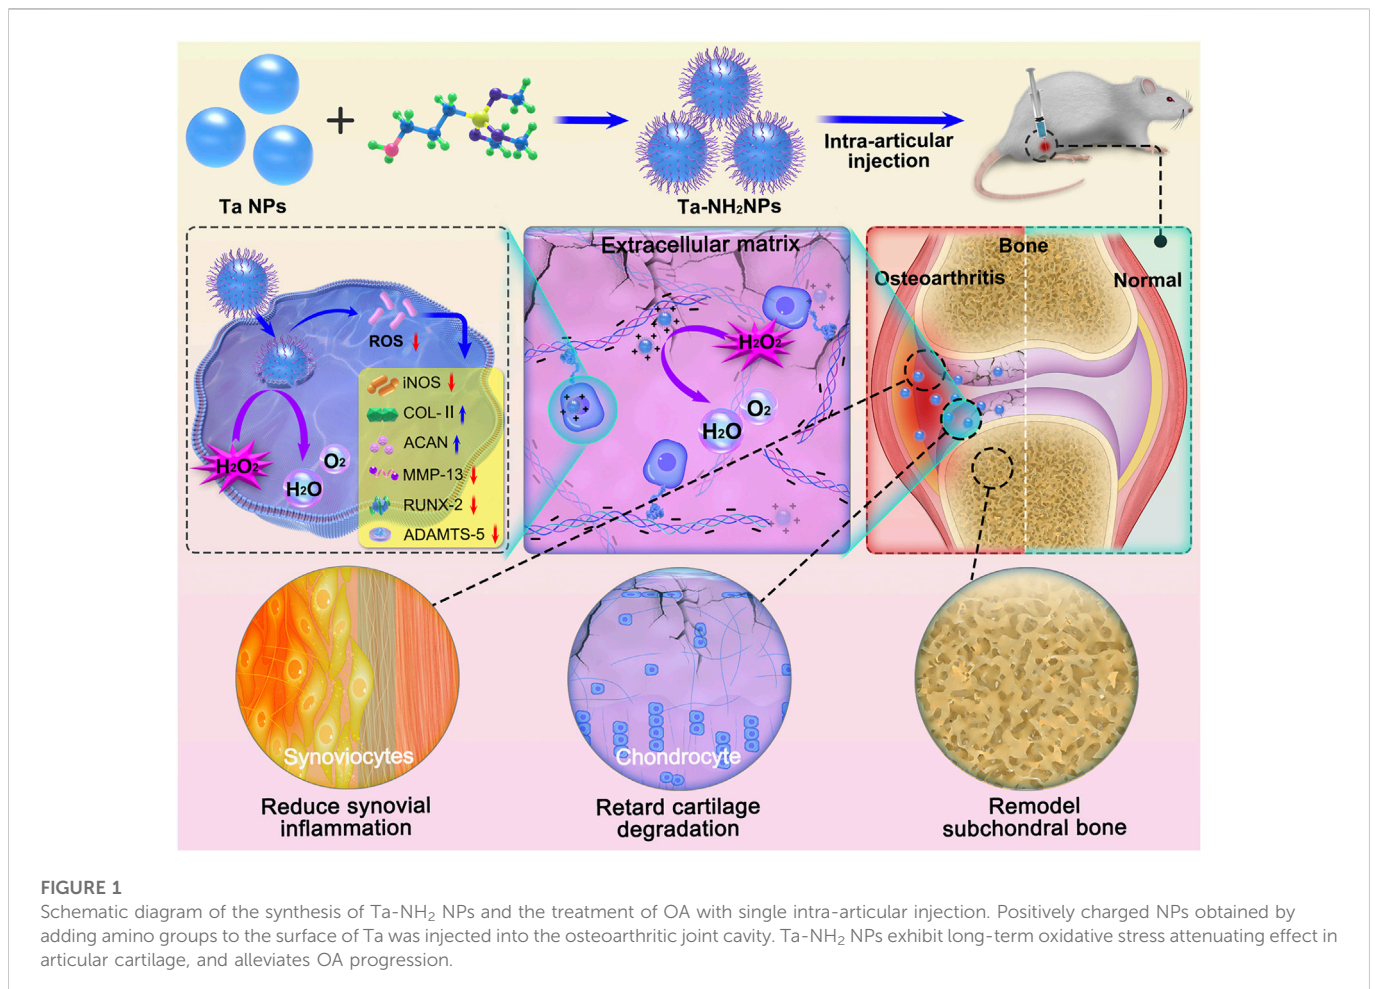 Ta NPs
+
Ta-NH₂NPs
Intra-articular
injection
ROS
iNOS
COL-II
ACAN
MMP-13
RUNX-2
ADAMTS-5
H₂O₂
H₂O
O₂
Extracellular matrix
H₂O₂
H₂O
O₂
Bone
Osteoarthritis
Normal
Synoviocytes
Reduce synovial
inflammation
Chondrocyte
Retard cartilage
degradation
Remodel
subchondral bone
FIGURE 1
Schematic diagram of the synthesis of Ta-NH₂ NPs and the treatment of OA with single intra-articular injection. Positively charged NPs obtained by
adding amino groups to the surface of Ta was injected into the osteoarthritic joint cavity. Ta-NH₂ NPs exhibit long-term oxidative stress attenuating effect in
articular cartilage, and alleviates OA progression.